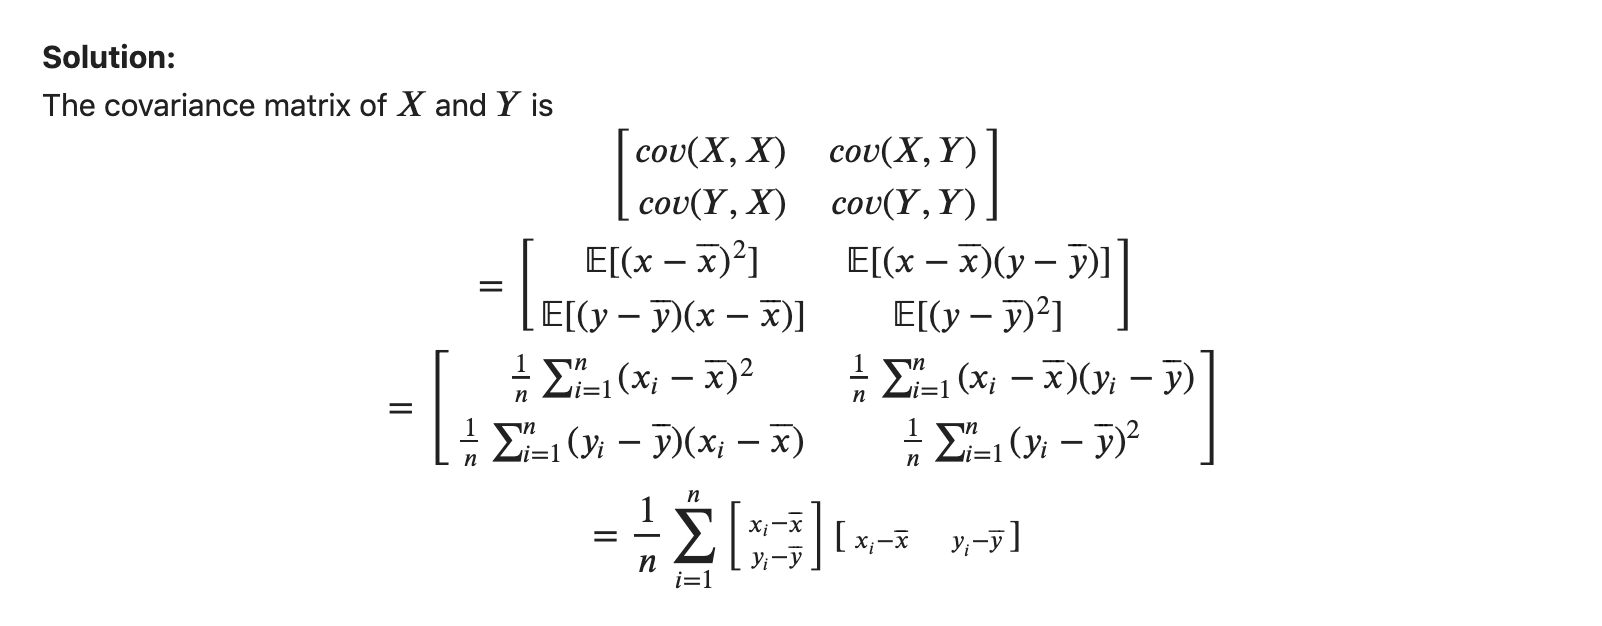 Solution:
The covariance matrix of X and Y is
[ cov(X, X) cov(X, Y)
cov(Y, X) cov(Y, Y) ]
= [ 𝔼[(x − x̅)²] 𝔼[(x − x̅)(y − y̅)]
𝔼[(y − y̅)(x − x̅)] 𝔼[(y − y̅)²] ]
= [ 1/n ∑ⁿᵢ₌₁ (xᵢ − x̅)² 1/n ∑ⁿᵢ₌₁ (xᵢ − x̅)(yᵢ − y̅)
1/n ∑ⁿᵢ₌₁ (yᵢ − y̅)(xᵢ − x̅) 1/n ∑ⁿᵢ₌₁ (yᵢ − y̅)² ]
= 1/n ∑ⁿᵢ₌₁ [ xᵢ−x̅ yᵢ−y̅ ] [ xᵢ−x̅ yᵢ−y̅ ]